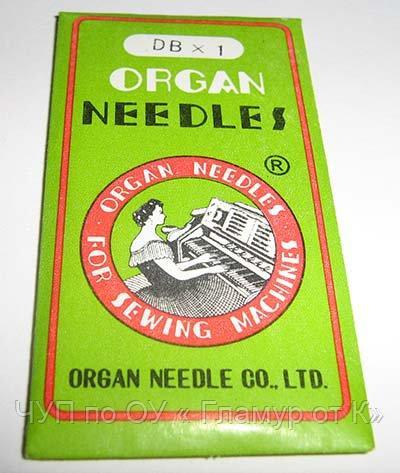 DB × 1
ORGAN
NEEDLES
®
ORGAN NEEDLES
FOR SEWING MACHINES
ORGAN NEEDLE CO., LTD.
ЧУП по ОУ « Гламур от К»